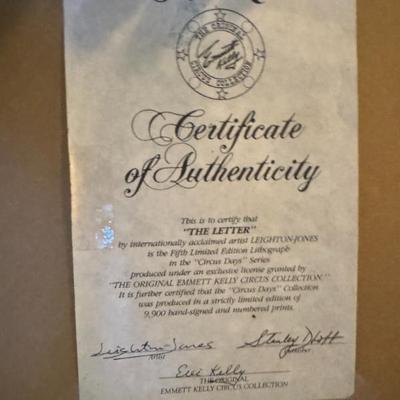 THE ORIGINAL
CIRCUS COLLECTION
Certificate
of Authenticity
This is to certify that
"THE LETTER"
by internationally acclaimed artist LEIGHTON-JONES
is the Fifth Limited Edition Lithograph
in the "Circus Days" Series
produced under an exclusive license granted by
"THE ORIGINAL EMMETT KELLY CIRCUS COLLECTION."
It is further certified that the "Circus Days" Collection
was produced in a strictly limited edition of
9,900 hand-signed and numbered prints.
Leighton-Jones
Artist
Evi Kelly
THE ORIGINAL
EMMETT KELLY CIRCUS COLLECTION